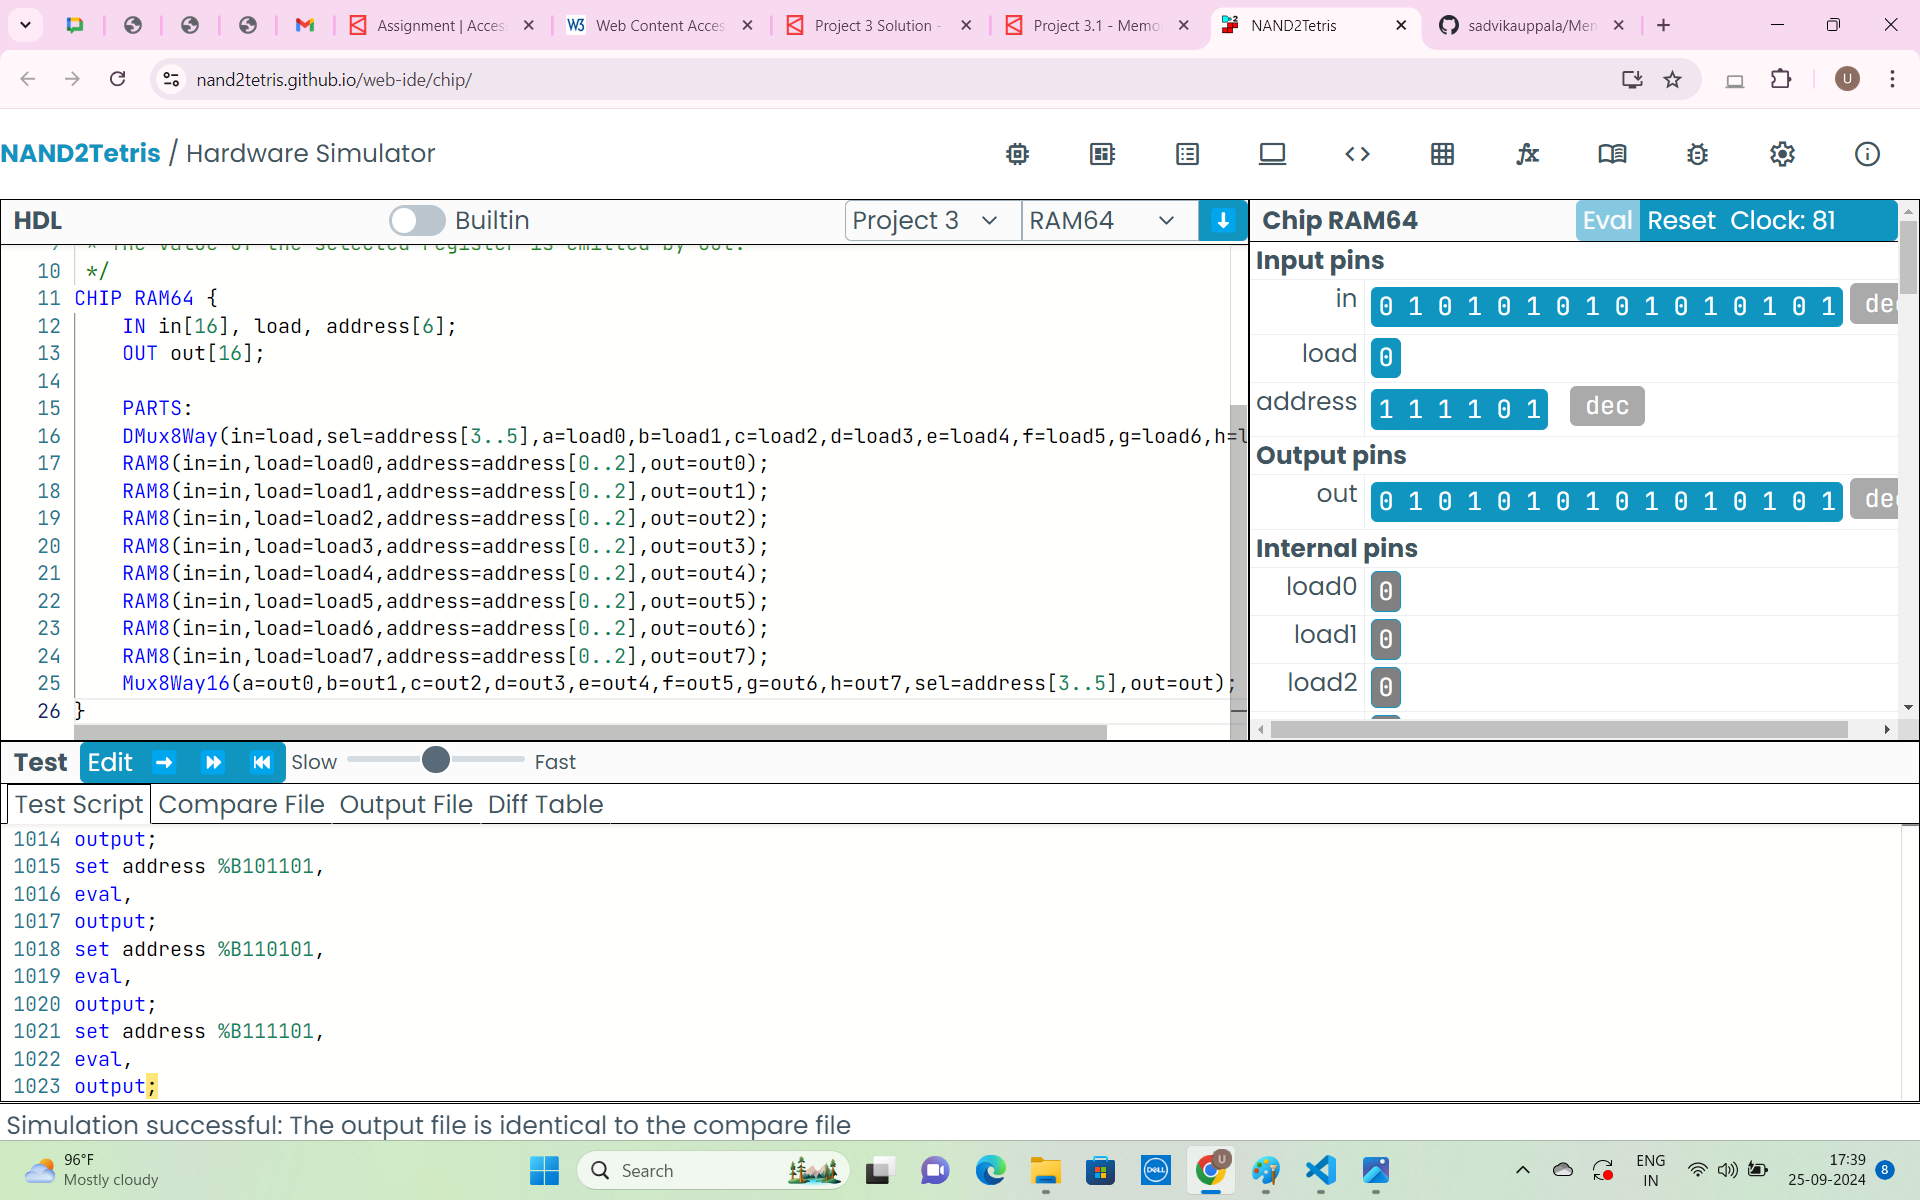 Assignment | Acces
Web Content Acces
Project 3 Solution -
Project 3.1 - Memo
NAND2Tetris
sadvikauppala/Mem
nand2tetris.github.io/web-ide/chip/
U
NAND2Tetris / Hardware Simulator
HDL Builtin Project 3 RAM64
* The value of the selected register is emitted by out.
10 */
11 CHIP RAM64 {
12 IN in[16], load, address[6];
13 OUT out[16];
14
15 PARTS:
16 DMux8Way(in=load,sel=address[3..5],a=load0,b=load1,c=load2,d=load3,e=load4,f=load5,g=load6,h=l
17 RAM8(in=in,load=load0,address=address[0..2],out=out0);
18 RAM8(in=in,load=load1,address=address[0..2],out=out1);
19 RAM8(in=in,load=load2,address=address[0..2],out=out2);
20 RAM8(in=in,load=load3,address=address[0..2],out=out3);
21 RAM8(in=in,load=load4,address=address[0..2],out=out4);
22 RAM8(in=in,load=load5,address=address[0..2],out=out5);
23 RAM8(in=in,load=load6,address=address[0..2],out=out6);
24 RAM8(in=in,load=load7,address=address[0..2],out=out7);
25 Mux8Way16(a=out0,b=out1,c=out2,d=out3,e=out4,f=out5,g=out6,h=out7,sel=address[3..5],out=out);
26 }
Chip RAM64 Eval Reset Clock: 81
Input pins
in 0 1 0 1 0 1 0 1 0 1 0 1 0 1 0 1 dec
load 0
address 1 1 1 1 0 1 dec
Output pins
out 0 1 0 1 0 1 0 1 0 1 0 1 0 1 0 1 dec
Internal pins
load0 0
load1 0
load2 0
Test Edit Slow Fast
Test Script Compare File Output File Diff Table
1014 output;
1015 set address %B101101,
1016 eval,
1017 output;
1018 set address %B110101,
1019 eval,
1020 output;
1021 set address %B111101,
1022 eval,
1023 output;
Simulation successful: The output file is identical to the compare file
96°F
Mostly cloudy
Search
DELL
U
ENG
IN
17:39
25-09-2024
8